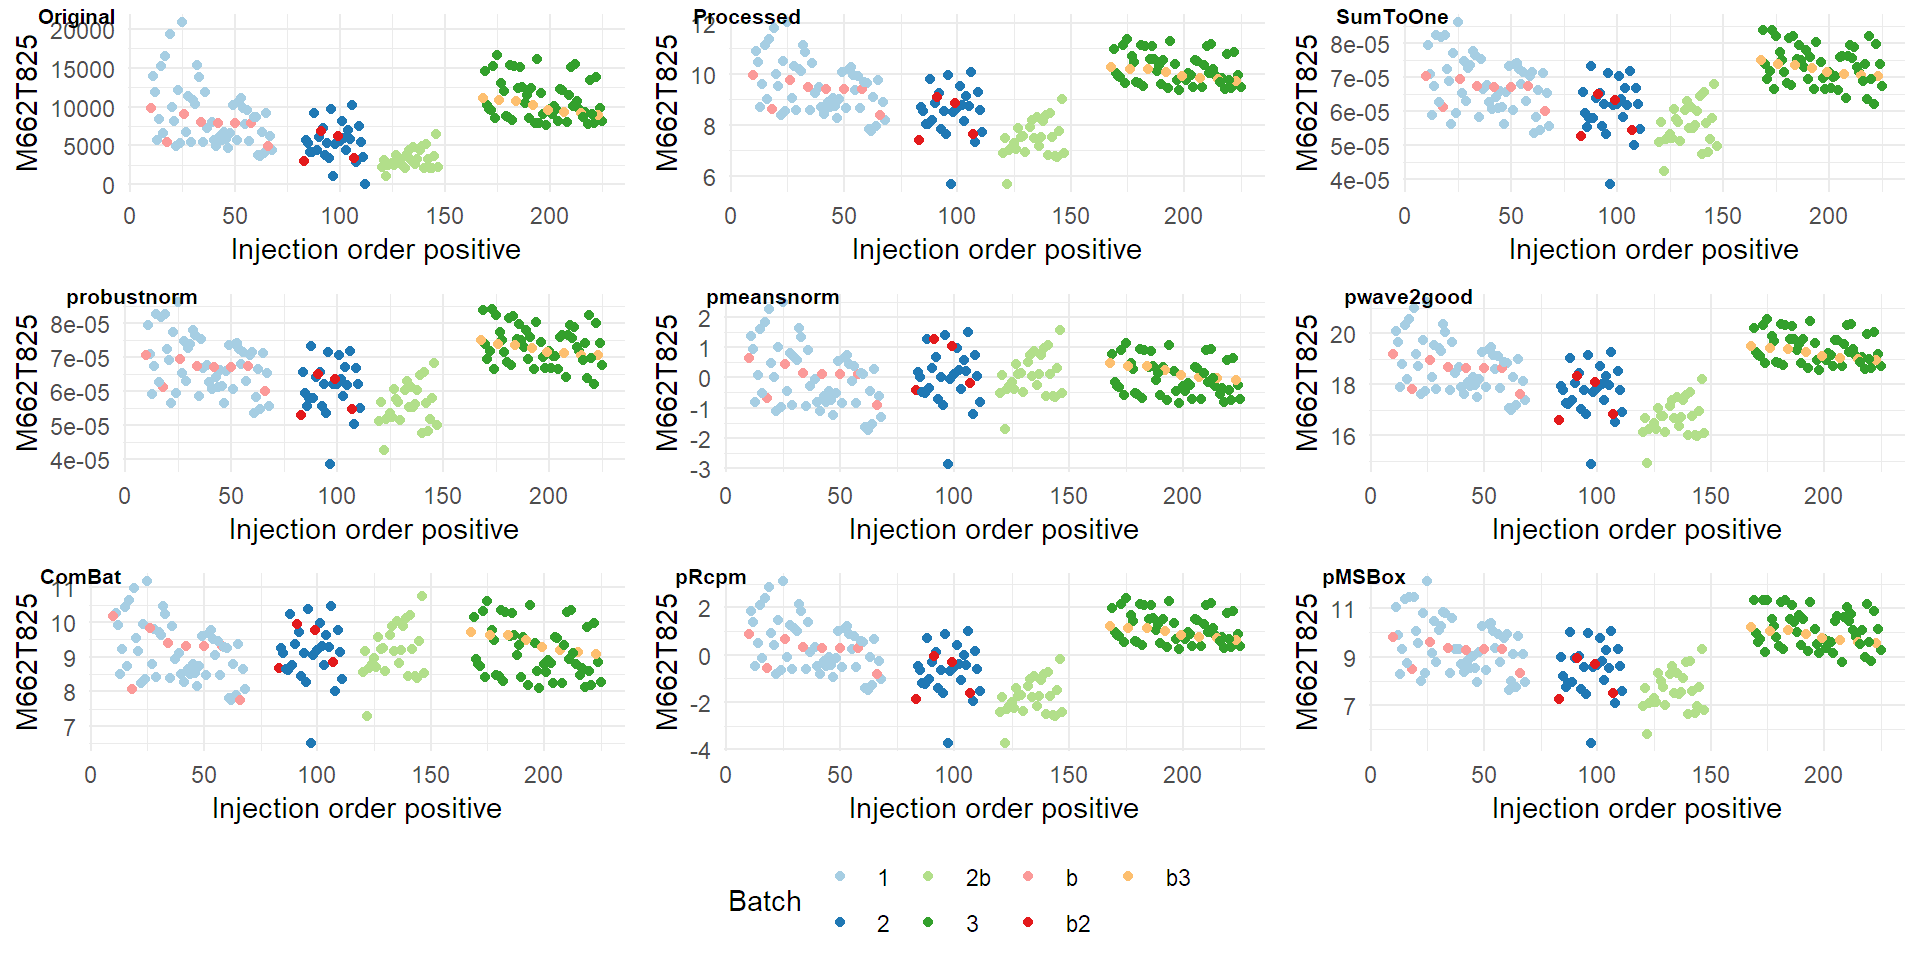 Original
Processed
SumToOne
M662T825
20000
15000
10000
5000
0
0 50 100 150 200
Injection order positive
M662T825
12
10
8
6
0 50 100 150 200
Injection order positive
M662T825
8e-05
7e-05
6e-05
5e-05
4e-05
0 50 100 150 200
Injection order positive
probustnorm
pmeansnorm
pwave2good
M662T825
8e-05
7e-05
6e-05
5e-05
4e-05
0 50 100 150 200
Injection order positive
M662T825
2
1
0
-1
-2
-3
0 50 100 150 200
Injection order positive
M662T825
20
18
16
0 50 100 150 200
Injection order positive
ComBat
pRcpm
pMSBox
M662T825
11
10
9
8
7
0 50 100 150 200
Injection order positive
M662T825
2
0
-2
-4
0 50 100 150 200
Injection order positive
M662T825
11
9
7
0 50 100 150 200
Injection order positive
Batch
1 2b b b3
2 3 b2